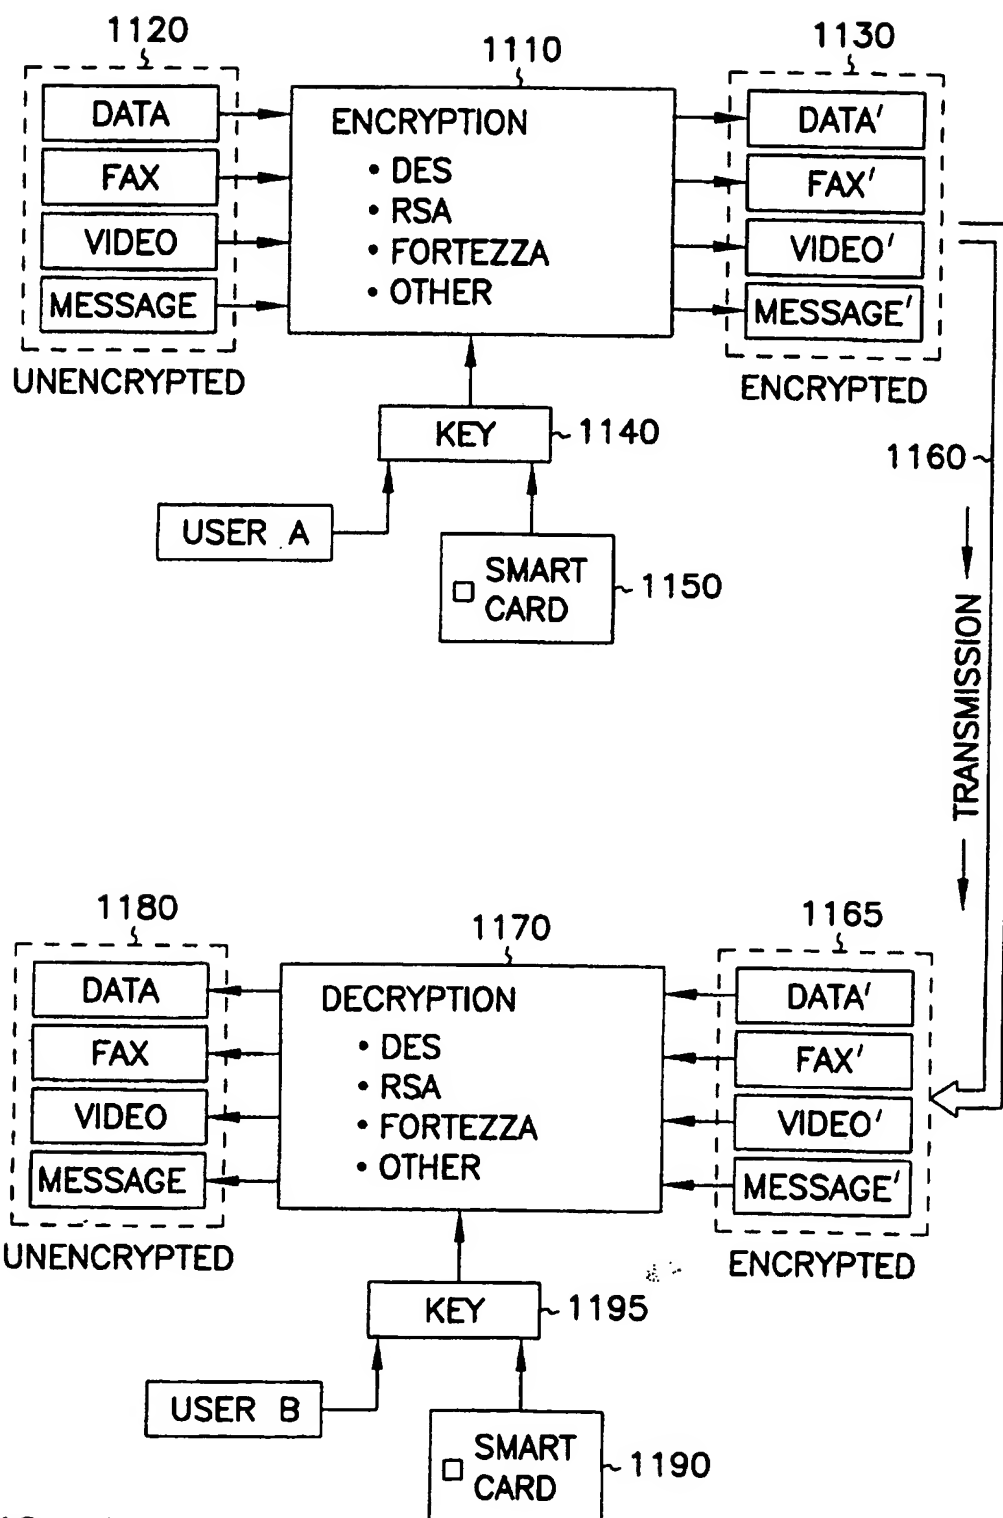 1120
1110
1130
DATA
FAX
VIDEO
MESSAGE
UNENCRYPTED
ENCRYPTION
• DES
• RSA
• FORTEZZA
• OTHER
DATA'
FAX'
VIDEO'
MESSAGE'
ENCRYPTED
KEY
1140
1160
USER A
SMART
CARD
1150
TRANSMISSION
1180
1170
1165
DATA
FAX
VIDEO
MESSAGE
UNENCRYPTED
DECRYPTION
• DES
• RSA
• FORTEZZA
• OTHER
DATA'
FAX'
VIDEO'
MESSAGE'
ENCRYPTED
KEY
1195
USER B
SMART
CARD
1190